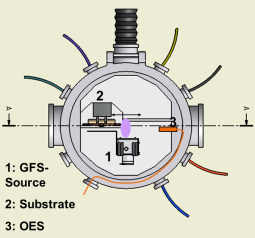 2
A
A
3
1
1: GFS-
Source
2: Substrate
3: OES